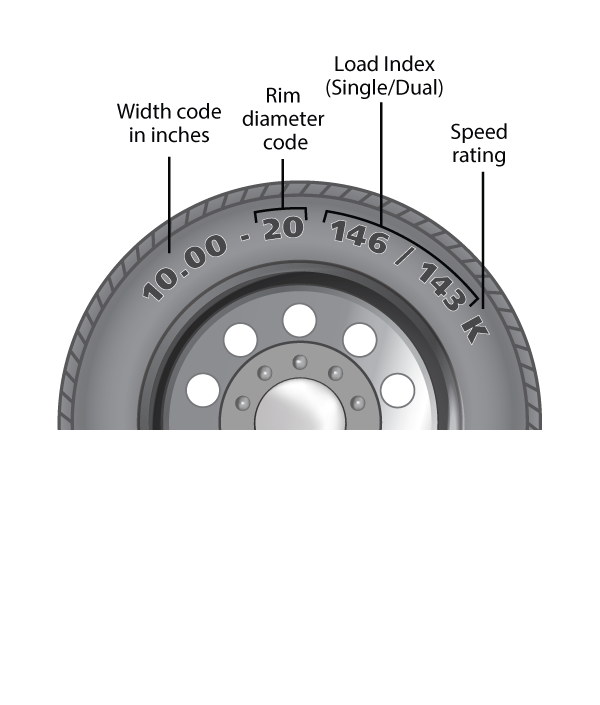 Load Index
(Single/Dual)
Rim
diameter
code
Width code
in inches
Speed
rating
10.00 - 20 146 / 143 K